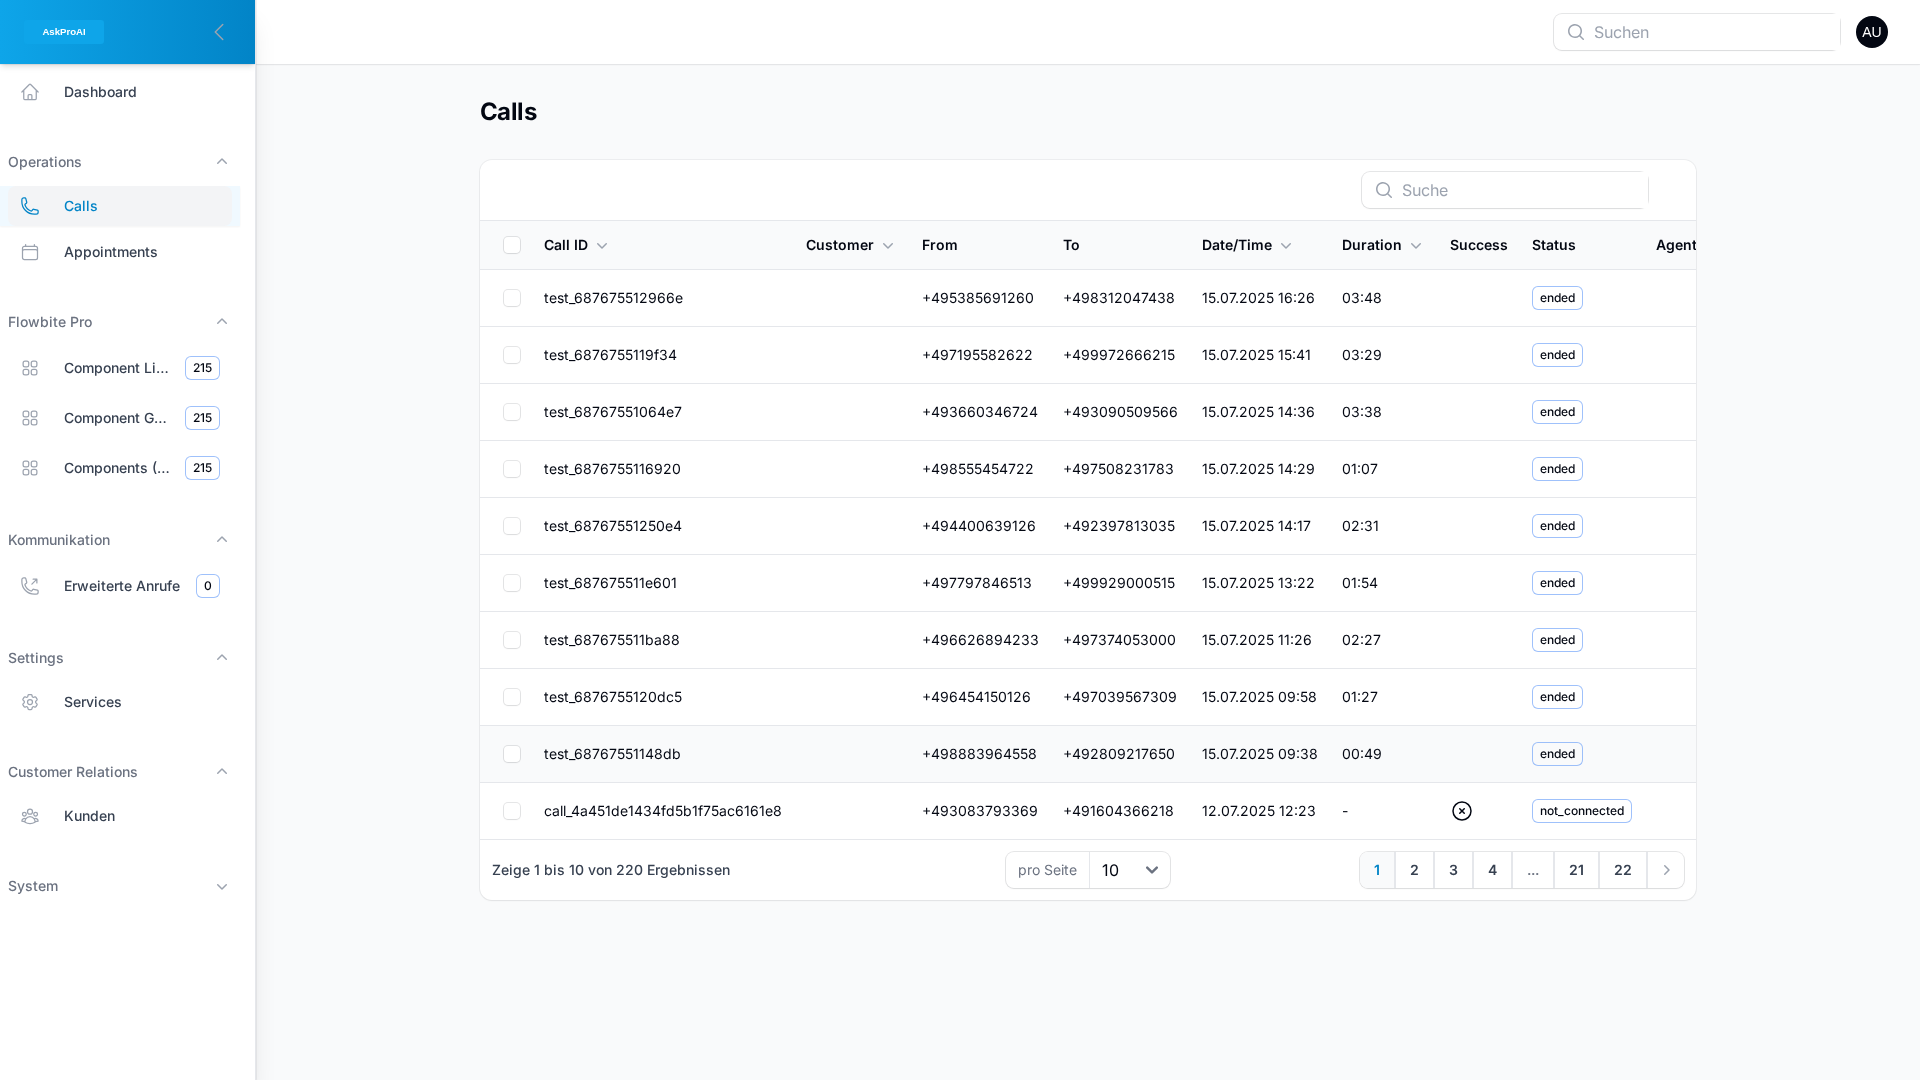 AskProAI
Suchen
AU
Dashboard
Operations
Calls
Appointments
Flowbite Pro
Component Li... 215
Component G... 215
Components (... 215
Kommunikation
Erweiterte Anrufe 0
Settings
Services
Customer Relations
Kunden
System
Calls
Suche
Call ID Customer From To Date/Time Duration Success Status Agent
test_687675512966e +495385691260 +498312047438 15.07.2025 16:26 03:48 ended
test_6876755119f34 +497195582622 +499972666215 15.07.2025 15:41 03:29 ended
test_68767551064e7 +493660346724 +493090509566 15.07.2025 14:36 03:38 ended
test_6876755116920 +498555454722 +497508231783 15.07.2025 14:29 01:07 ended
test_68767551250e4 +494400639126 +492397813035 15.07.2025 14:17 02:31 ended
test_687675511e601 +497797846513 +499929000515 15.07.2025 13:22 01:54 ended
test_687675511ba88 +496626894233 +497374053000 15.07.2025 11:26 02:27 ended
test_6876755120dc5 +496454150126 +497039567309 15.07.2025 09:58 01:27 ended
test_68767551148db +498883964558 +492809217650 15.07.2025 09:38 00:49 ended
call_4a451de1434fd5b1f75ac6161e8 +493083793369 +491604366218 12.07.2025 12:23 - not_connected
Zeige 1 bis 10 von 220 Ergebnissen pro Seite 10 1 2 3 4 ... 21 22